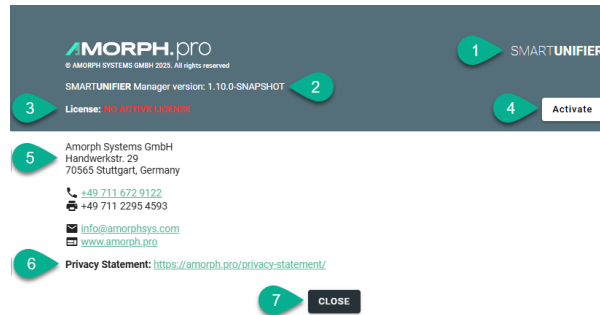 AMORPH.pro
© AMORPH SYSTEMS GMBH 2025. All rights reserved
1
SMARTUNIFIER
SMARTUNIFIER Manager version: 1.10.0-SNAPSHOT
2
3
License: NO ACTIVE LICENSE
4
Activate
5
Amorph Systems GmbH
Handwerkstr. 29
70565 Stuttgart, Germany
+49 711 672 9122
+49 711 2295 4593
info@amorphsys.com
www.amorph.pro
6
Privacy Statement: https://amorph.pro/privacy-statement/
7
CLOSE